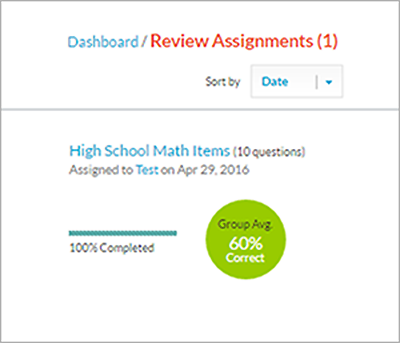 Dashboard / Review Assignments (1)
Sort by Date
High School Math Items (10 questions)
Assigned to Test on Apr 29, 2016
Group Avg.
60%
Correct
100% Completed